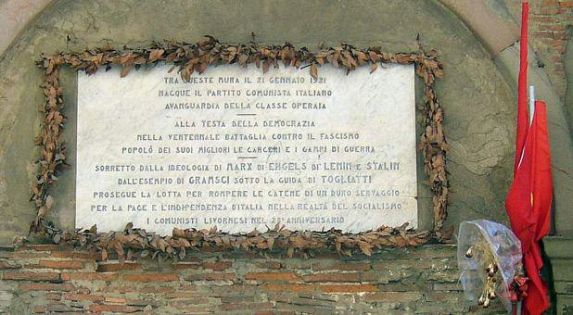 TRA QUESTE MURA IL 21 GENNAIO 1921
NACQUE IL PARTITO COMUNISTA ITALIANO
AVANGUARDIA DELLA CLASSE OPERAIA
ALLA TESTA DELLA DEMOCRAZIA
NELLA VENTENNALE BATTAGLIA CONTRO IL FASCISMO
POPOLÒ DEI SUOI MIGLIORI LE CARCERI E I CAMPI DI GUERRA
SORRETTO DALLA IDEOLOGIA DI MARX DI ENGELS DI LENIN E STALIN
DALL'ESEMPIO DI GRAMSCI SOTTO LA GUIDA DI TOGLIATTI
PROSEGUE LA LOTTA PER ROMPERE LE CATENE DI UN DURO SERVAGGIO
PER LA PACE E L'INDIPENDENZA D'ITALIA NELLA REALTÀ DEL SOCIALISMO
I COMUNISTI LIVORNESI NEL 28° ANNIVERSARIO